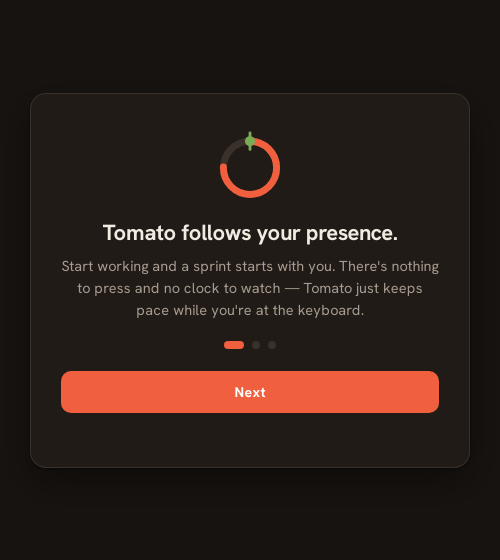 Tomato follows your presence.
Start working and a sprint starts with you. There's nothing
to press and no clock to watch — Tomato just keeps
pace while you're at the keyboard.
Next